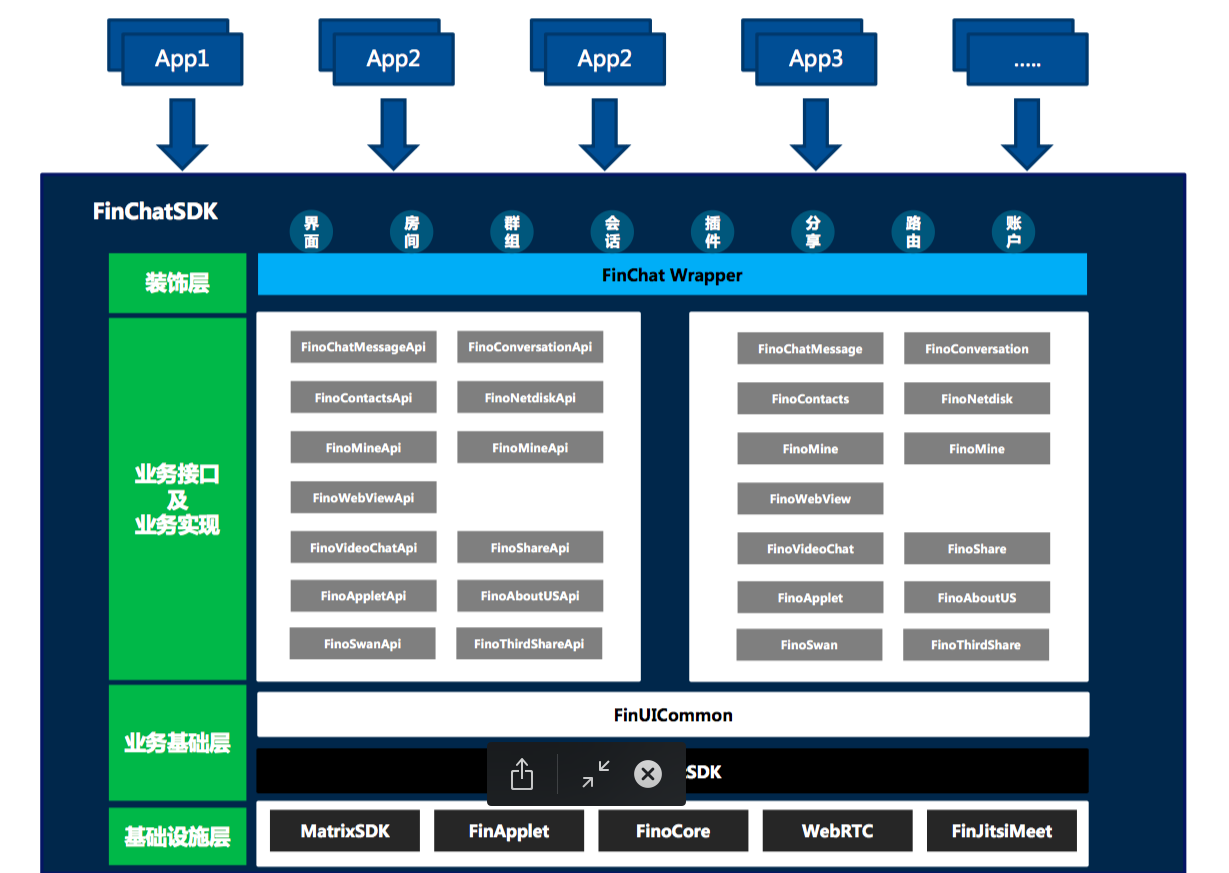 App1
App2
App2
App3
.....
FinChatSDK
界面
房间
群组
会话
插件
分享
路由
账户
装饰层
FinChat Wrapper
业务接口
及
业务实现
FinoChatMessageApi
FinoConversationApi
FinoContactsApi
FinoNetdiskApi
FinoMineApi
FinoMineApi
FinoWebViewApi
FinoVideoChatApi
FinoShareApi
FinoAppletApi
FinoAboutUSApi
FinoSwanApi
FinoThirdShareApi
FinoChatMessage
FinoConversation
FinoContacts
FinoNetdisk
FinoMine
FinoMine
FinoWebView
FinoVideoChat
FinoShare
FinoApplet
FinoAboutUS
FinoSwan
FinoThirdShare
业务基础层
FinUICommon
基础设施层
MatrixSDK
FinApplet
FinoCore
WebRTC
FinJitsiMeet